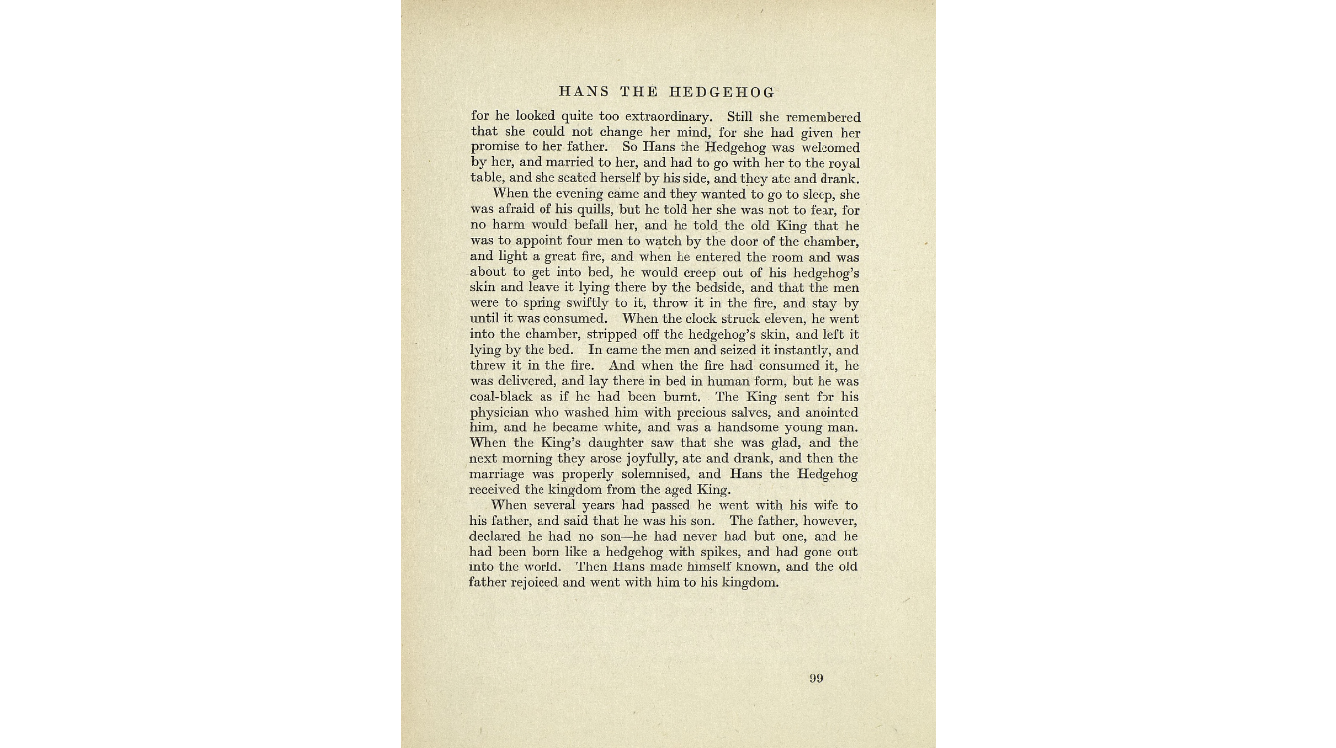 HANS THE HEDGEHOG
for he looked quite too extraordinary. Still she remembered
that she could not change her mind, for she had given her
promise to her father. So Hans the Hedgehog was welcomed
by her, and married to her, and had to go with her to the royal
table, and she seated herself by his side, and they ate and drank.
When the evening came and they wanted to go to sleep, she
was afraid of his quills, but he told her she was not to fear, for
no harm would befall her, and he told the old King that he
was to appoint four men to watch by the door of the chamber,
and light a great fire, and when he entered the room and was
about to get into bed, he would creep out of his hedgehog's
skin and leave it lying there by the bedside, and that the men
were to spring swiftly to it, throw it in the fire, and stay by
until it was consumed. When the clock struck eleven, he went
into the chamber, stripped off the hedgehog's skin, and left it
lying by the bed. In came the men and seized it instantly, and
threw it in the fire. And when the fire had consumed it, he
was delivered, and lay there in bed in human form, but he was
coal-black as if he had been burnt. The King sent for his
physician who washed him with precious salves, and anointed
him, and he became white, and was a handsome young man.
When the King's daughter saw that she was glad, and the
next morning they arose joyfully, ate and drank, and then the
marriage was properly solemnised, and Hans the Hedgehog
received the kingdom from the aged King.
When several years had passed he went with his wife to
his father, and said that he was his son. The father, however,
declared he had no son—he had never had but one, and he
had been born like a hedgehog with spikes, and had gone out
into the world. Then Hans made himself known, and the old
father rejoiced and went with him to his kingdom.
99